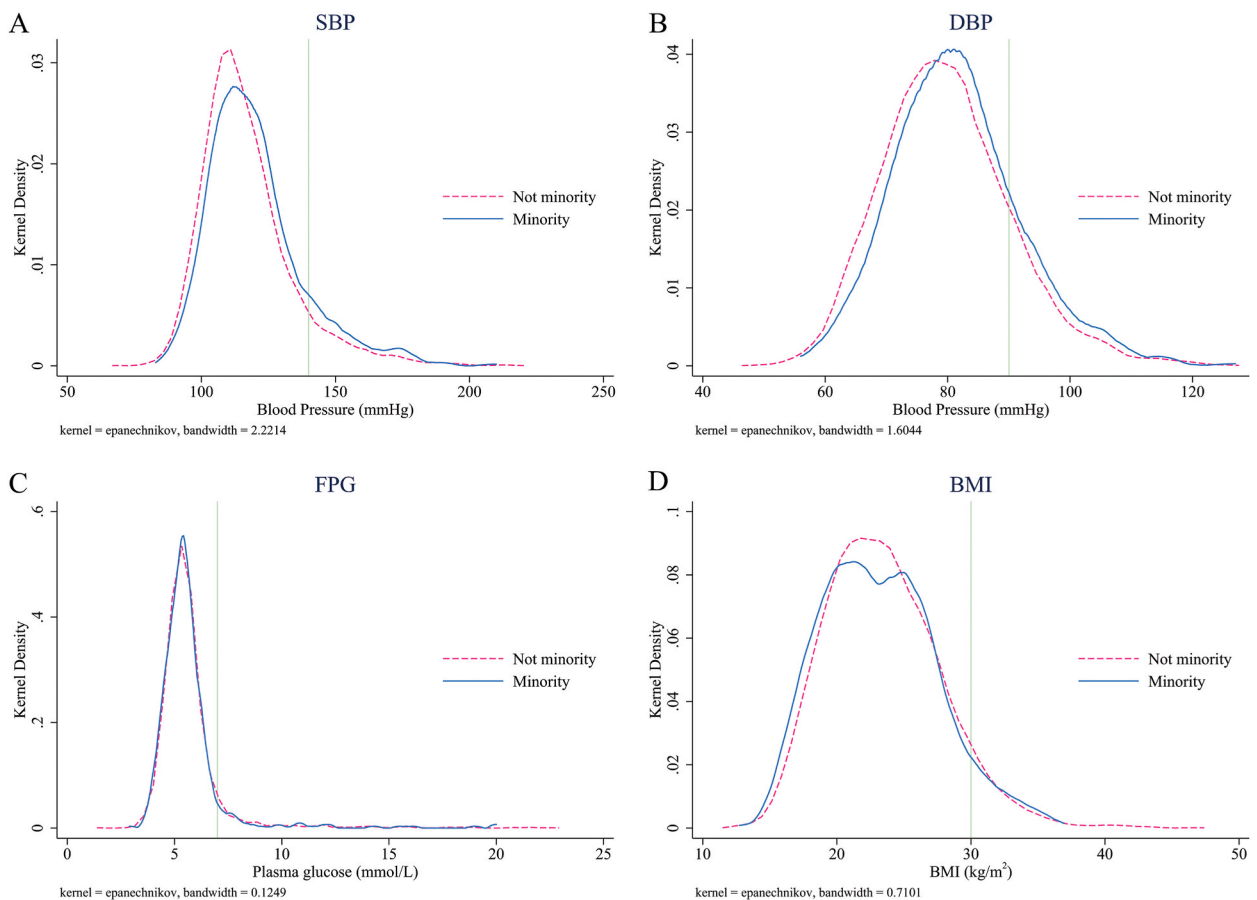 A
SBP
Kernel Density
.03
.02
.01
0
50
100
150
200
250
Blood Pressure (mmHg)
Not minority
Minority
kernel = epanechnikov, bandwidth = 2.2214
B
DBP
Kernel Density
.04
.03
.02
.01
0
40
60
80
100
120
Blood Pressure (mmHg)
Not minority
Minority
kernel = epanechnikov, bandwidth = 1.6044
C
FPG
Kernel Density
.6
.4
.2
0
0
5
10
15
20
25
Plasma glucose (mmol/L)
Not minority
Minority
kernel = epanechnikov, bandwidth = 0.1249
D
BMI
Kernel Density
.1
.08
.06
.04
.02
0
10
20
30
40
50
BMI (kg/m²)
Not minority
Minority
kernel = epanechnikov, bandwidth = 0.7101